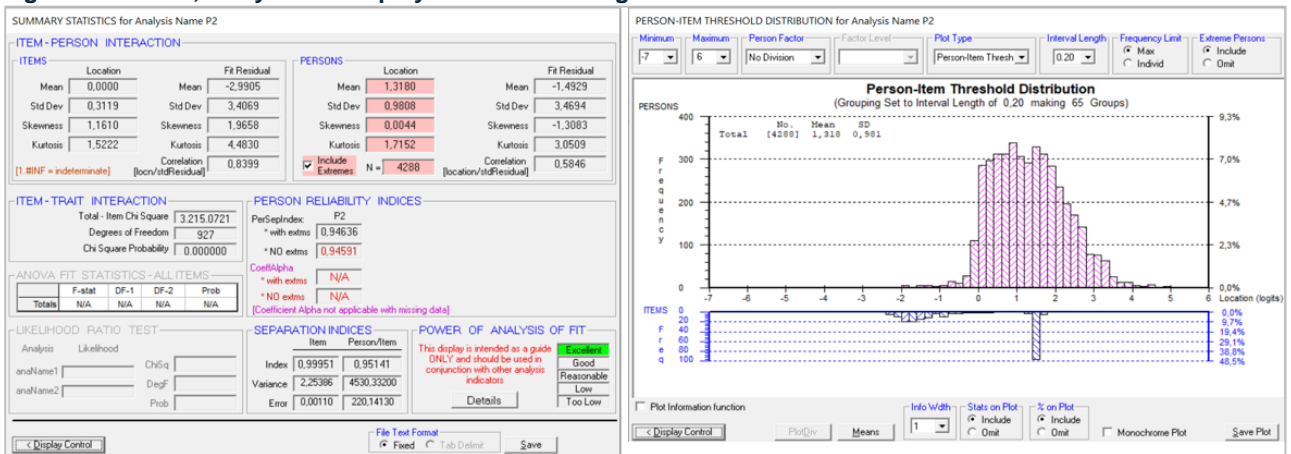 SUMMARY STATISTICS for Analysis Name P2
ITEM-PERSON INTERACTION
ITEMS
Location Fit Residual
Mean 0,0000 Mean -2,9905
Std Dev 0,3119 Std Dev 3,4069
Skewness 1,1610 Skewness 1,9658
Kurtosis 1,5222 Kurtosis 4,4830
[1.#INF = indeterminate] Correlation [locn/stdResidual] 0,8399
PERSONS
Location Fit Residual
Mean 1,3180 Mean -1,4929
Std Dev 0,9808 Std Dev 3,4694
Skewness 0,0044 Skewness -1,3083
Kurtosis 1,7152 Kurtosis 3,0509
Include Extremes N = 4288 Correlation [location/stdResidual] 0,5846
ITEM-TRAIT INTERACTION
Total - Item Chi Square 3.215.0721
Degrees of Freedom 927
Chi Square Probability 0.000000
PERSON RELIABILITY INDICES
PerSepIndex: P2
* with extms 0,94636
* NO extms 0,94591
CoeffAlpha
* with extms N/A
* NO extms N/A
[Coefficient Alpha not applicable with missing data]
ANOVA FIT STATISTICS - ALL ITEMS
F-stat DF-1 DF-2 Prob
Totals N/A N/A N/A N/A
LIKELIHOOD RATIO TEST
Analysis Likelihood
anaName1 ChiSq
anaName2 DegF
Prob
SEPARATION INDICES
Item Person/Item
Index 0,99951 0,95141
Variance 2,25386 4530,33200
Error 0,00110 220,14130
POWER OF ANALYSIS OF FIT
This display is intended as a guide
ONLY and should be used in
conjunction with other analysis
indicators
Details
Excellent
Good
Reasonable
Low
Too Low
< Display Control
File Text Format
Fixed Tab Delimit Save
PERSON-ITEM THRESHOLD DISTRIBUTION for Analysis Name P2
Minimum Maximum Person Factor Factor Level Plot Type Interval Length Frequency Limit Extreme Persons
-7 6 No Division Person-Item Thresh 0.20 Max Include
Individ Omit
Person-Item Threshold Distribution
(Grouping Set to Interval Length of 0,20 making 65 Groups)
PERSONS
No. Mean SD
Total [4288] 1,318 0,981
Frequency
400 9,3%
300 7,0%
200 4,7%
100 2,3%
0 0,0%
-7 -6 -5 -4 -3 -2 -1 0 1 2 3 4 5 6 Location (logits)
ITEMS
Freq
0 0,0%
20 9,7%
40 19,4%
60 29,1%
80 38,8%
100 48,5%
Plot Information function
Info Wdth Stats on Plot % on Plot
1 Include Include
Omit Omit
< Display Control PlotDiv Means Monochrome Plot Save Plot